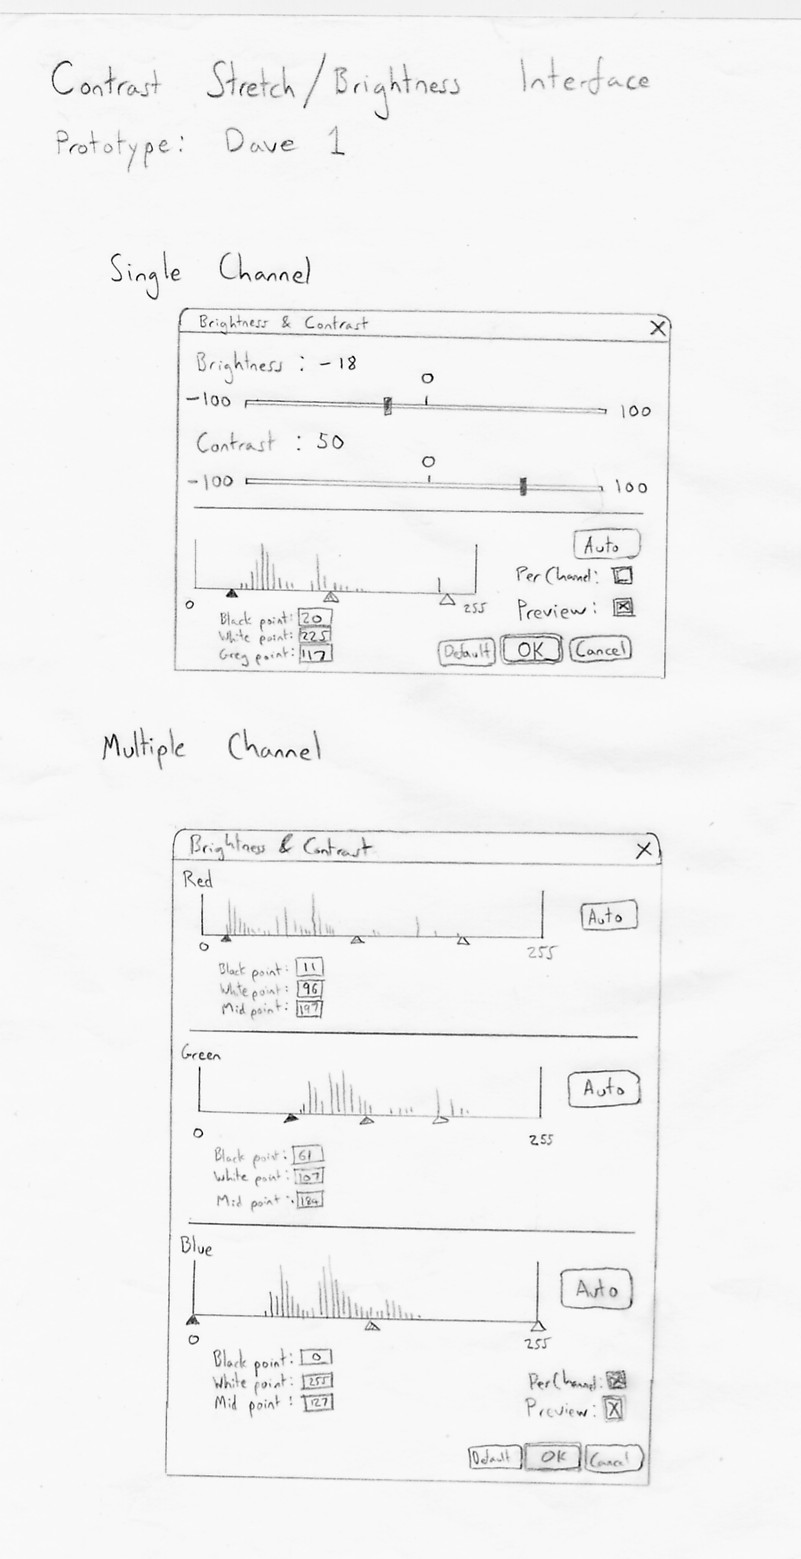 Contrast Stretch/Brightness Interface
Prototype: Dave 1
Single Channel
Brightness & Contrast X
Brightness : -18
0
-100 100
Contrast : 50
0
-100 100
Auto
Per Channel:
0 255
Preview:
Black point: 20
White point: 225
Grey point: 117
Default OK Cancel
Multiple Channel
Brightness & Contrast X
Red
Auto
0 255
Black point: 11
White point: 96
Mid point: 197
Green
Auto
0 255
Black point: 61
White point: 107
Mid point: 184
Blue
Auto
0 255
Black point: 0
White point: 255
Mid point: 127
Per Channel:
Preview: X
Default OK Cancel